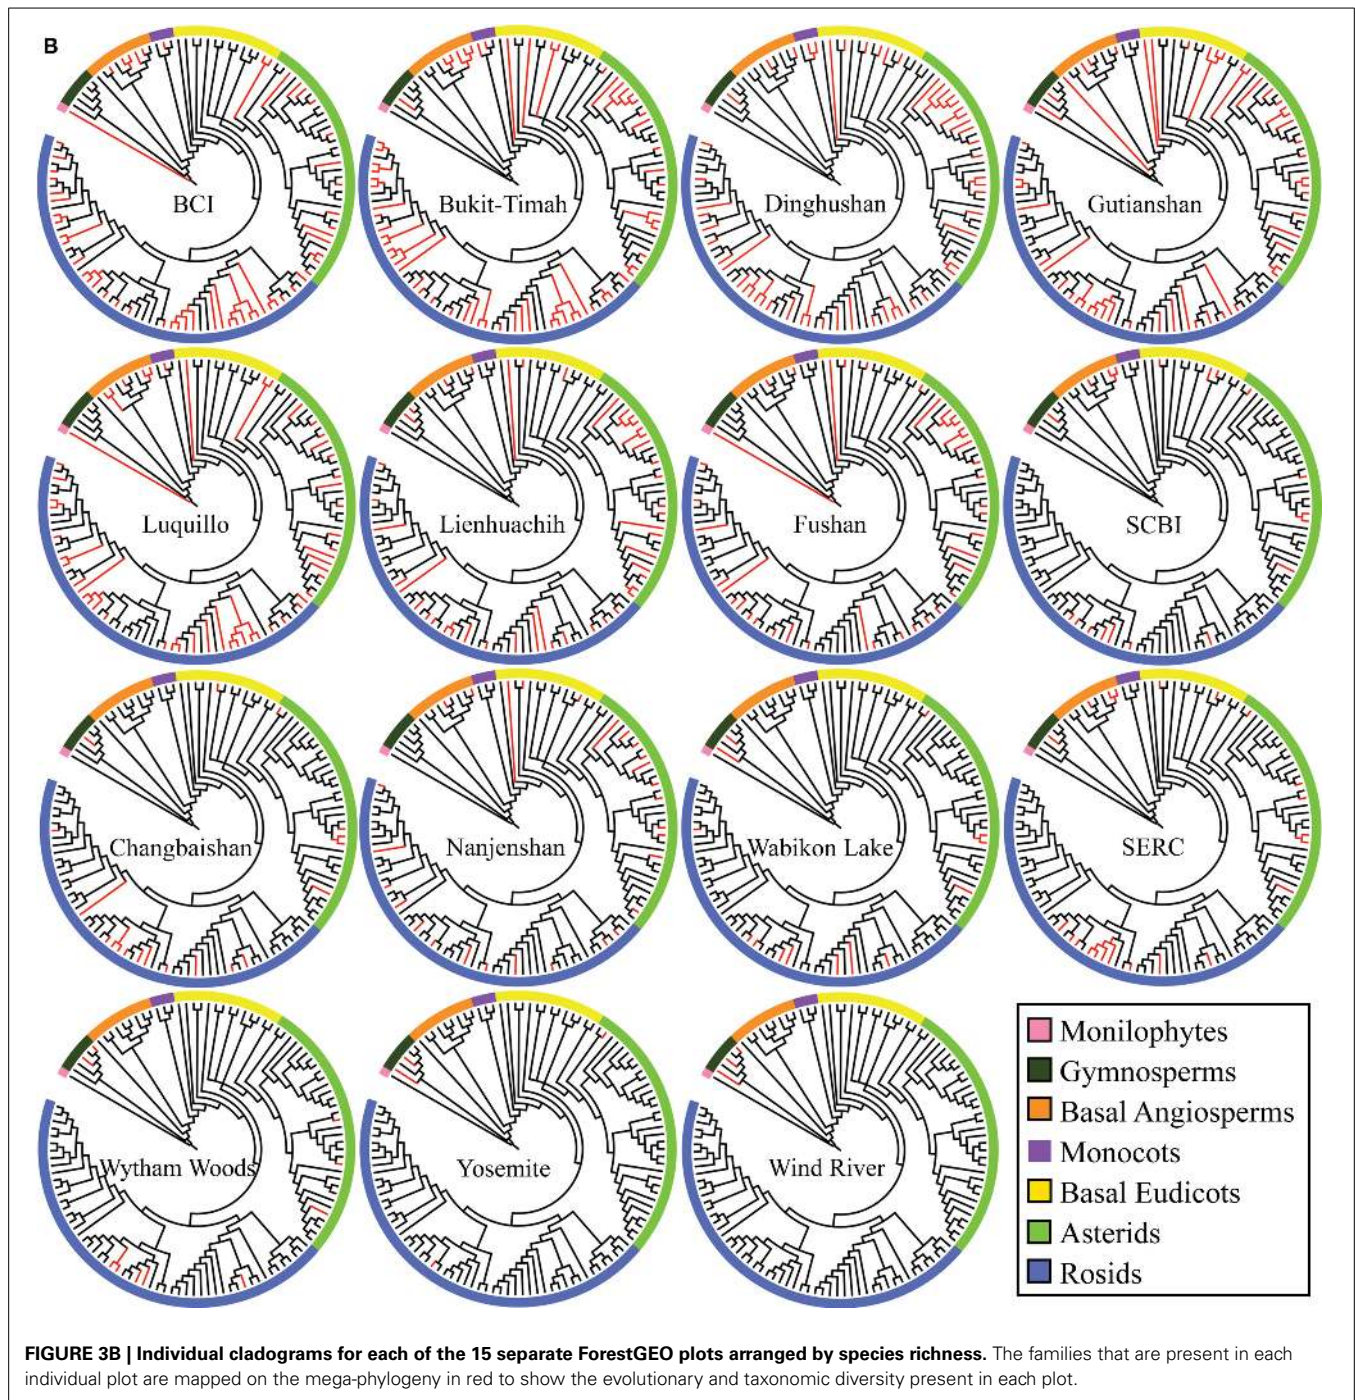 B
BCI
Bukit-Timah
Dinghushan
Gutianshan
Luquillo
Lienhuachih
Fushan
SCBI
Changbaishan
Nanjenshan
Wabikon Lake
SERC
Wytham Woods
Yosemite
Wind River
Monilophytes
Gymnosperms
Basal Angiosperms
Monocots
Basal Eudicots
Asterids
Rosids
FIGURE 3B | Individual cladograms for each of the 15 separate ForestGEO plots arranged by species richness. The families that are present in each
individual plot are mapped on the mega-phylogeny in red to show the evolutionary and taxonomic diversity present in each plot.